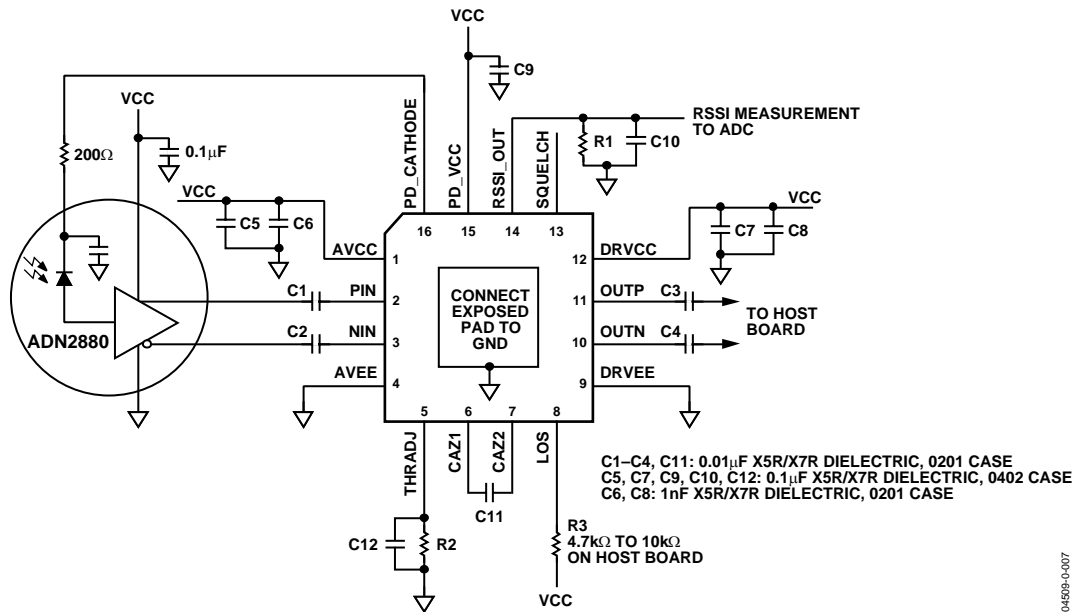 VCC
C9
VCC
RSSI MEASUREMENT
TO ADC
200Ω
0.1µF
R1
C10
PD_CATHODE
PD_VCC
RSSI_OUT
SQUELCH
VCC
VCC
C5
C6
C7
C8
16
15
14
13
AVCC
1
12
DRVCC
C1
PIN
2
CONNECT
EXPOSED
PAD TO
GND
11
OUTP
C3
TO HOST
BOARD
ADN2880
C2
NIN
3
10
OUTN
C4
AVEE
4
9
DRVEE
5
6
7
8
THRADJ
CAZ1
CAZ2
LOS
C1–C4, C11: 0.01µF X5R/X7R DIELECTRIC, 0201 CASE
C5, C7, C9, C10, C12: 0.1µF X5R/X7R DIELECTRIC, 0402 CASE
C6, C8: 1nF X5R/X7R DIELECTRIC, 0201 CASE
C11
C12
R2
R3
4.7kΩ TO 10kΩ
ON HOST BOARD
VCC
04509-0-007